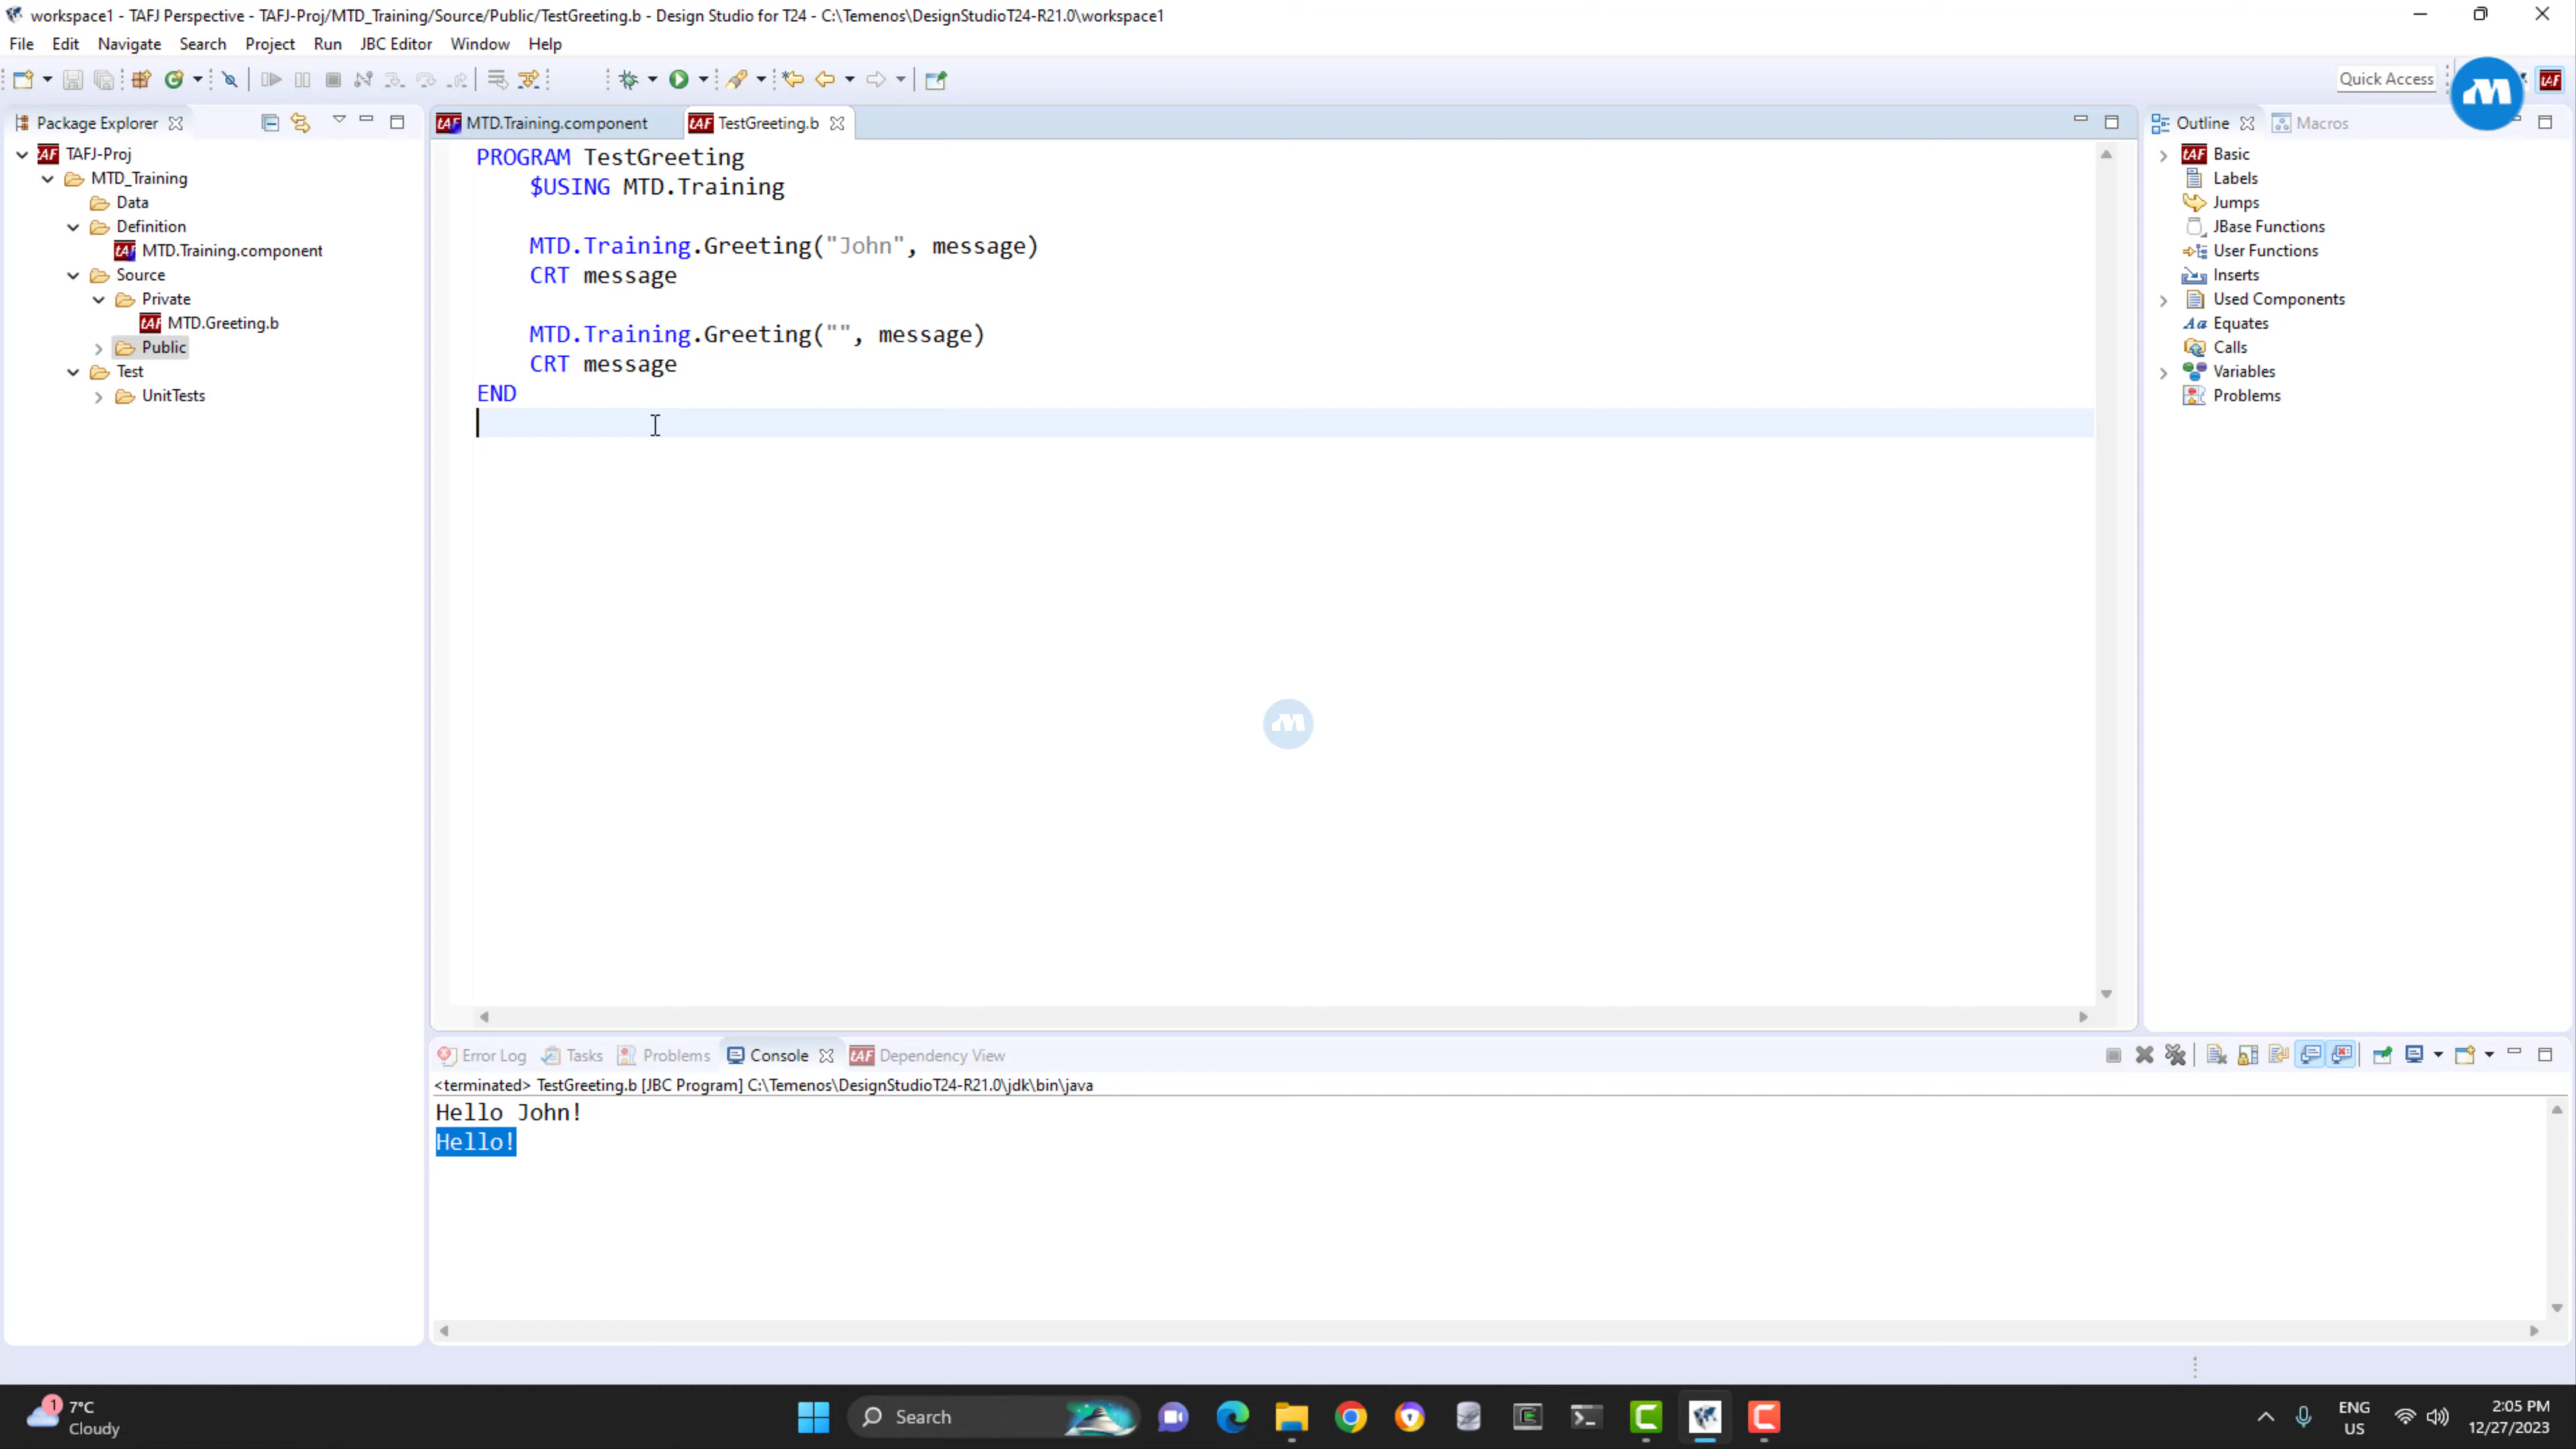 workspace1 - TAFJ Perspective - TAFJ-Proj/MTD_Training/Source/Public/TestGreeting.b - Design Studio for T24 - C:\Temenos\DesignStudioT24-R21.0\workspace1
File Edit Navigate Search Project Run JBC Editor Window Help
Quick Access
Package Explorer
TAFJ-Proj
MTD_Training
Data
Definition
MTD.Training.component
Source
Private
MTD.Greeting.b
Public
Test
UnitTests
MTD.Training.component TestGreeting.b
PROGRAM TestGreeting
$USING MTD.Training
MTD.Training.Greeting("John", message)
CRT message
MTD.Training.Greeting("", message)
CRT message
END
Outline Macros
Basic
Labels
Jumps
JBase Functions
User Functions
Inserts
Used Components
Equates
Calls
Variables
Problems
Error Log Tasks Problems Console Dependency View
<terminated> TestGreeting.b [JBC Program] C:\Temenos\DesignStudioT24-R21.0\jdk\bin\java
Hello John!
Hello!
1
7°C
Cloudy
Search
ENG
US
2:05 PM
12/27/2023